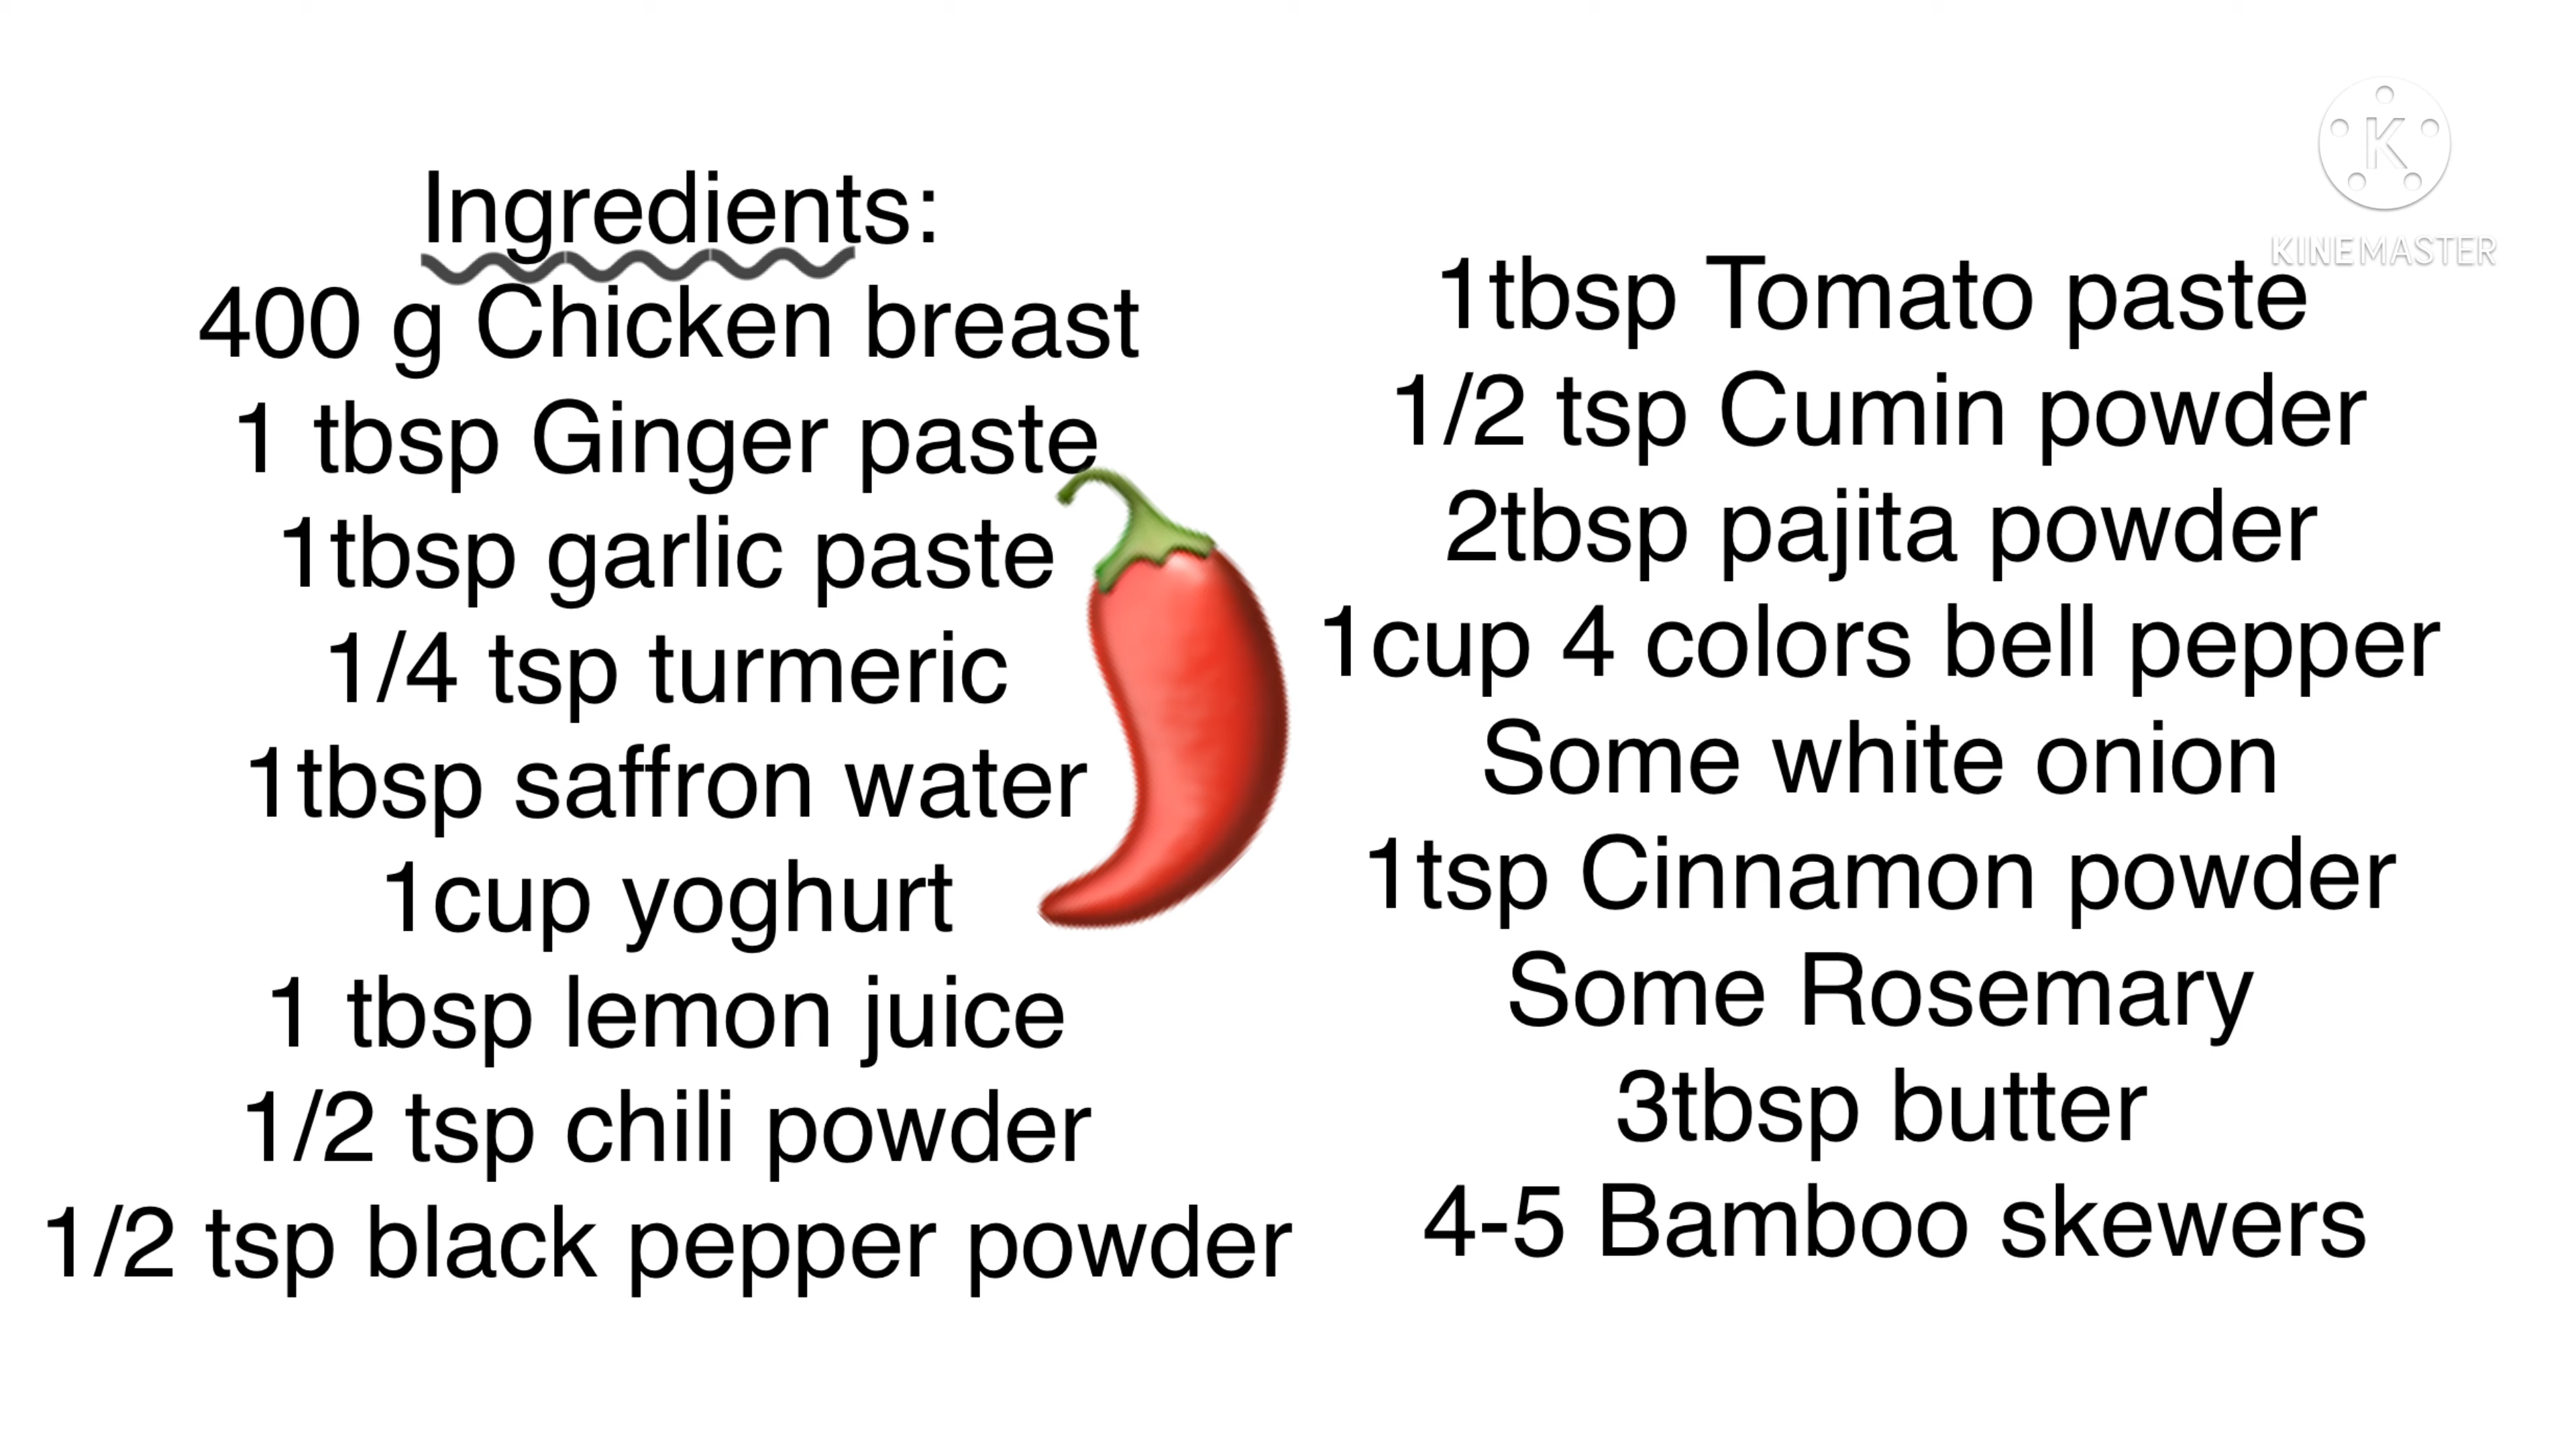 Ingredients:
400 g Chicken breast
1 tbsp Ginger paste
1tbsp garlic paste
1/4 tsp turmeric
1tbsp saffron water
1cup yoghurt
1 tbsp lemon juice
1/2 tsp chili powder
1/2 tsp black pepper powder
1tbsp Tomato paste
1/2 tsp Cumin powder
2tbsp pajita powder
1cup 4 colors bell pepper
Some white onion
1tsp Cinnamon powder
Some Rosemary
3tbsp butter
4-5 Bamboo skewers
K
KINEMASTER